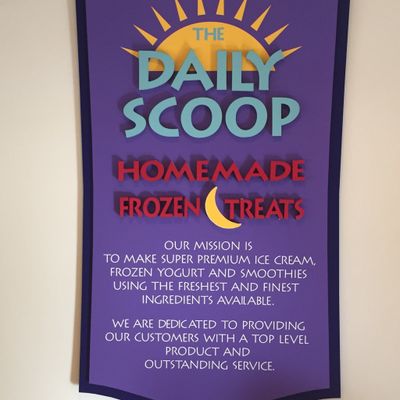 THE
DAILY
SCOOP
HOMEMADE
FROZEN TREATS
OUR MISSION IS
TO MAKE SUPER PREMIUM ICE CREAM,
FROZEN YOGURT AND SMOOTHIES
USING THE FRESHEST AND FINEST
INGREDIENTS AVAILABLE.
WE ARE DEDICATED TO PROVIDING
OUR CUSTOMERS WITH A TOP LEVEL
PRODUCT AND
OUTSTANDING SERVICE.